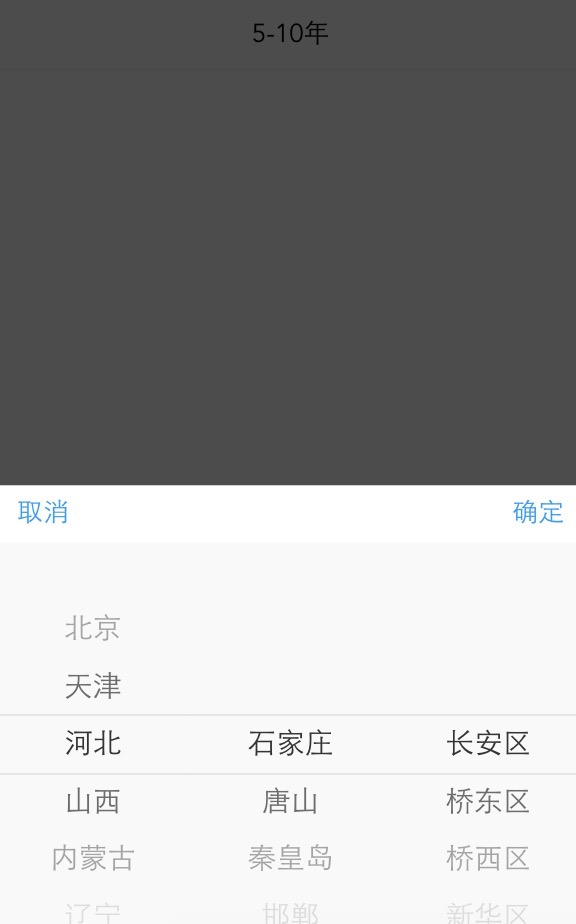 5-10年
取消 确定
北京
天津
河北 石家庄 长安区
山西 唐山 桥东区
内蒙古 秦皇岛 桥西区
辽宁 邯郸 新华区